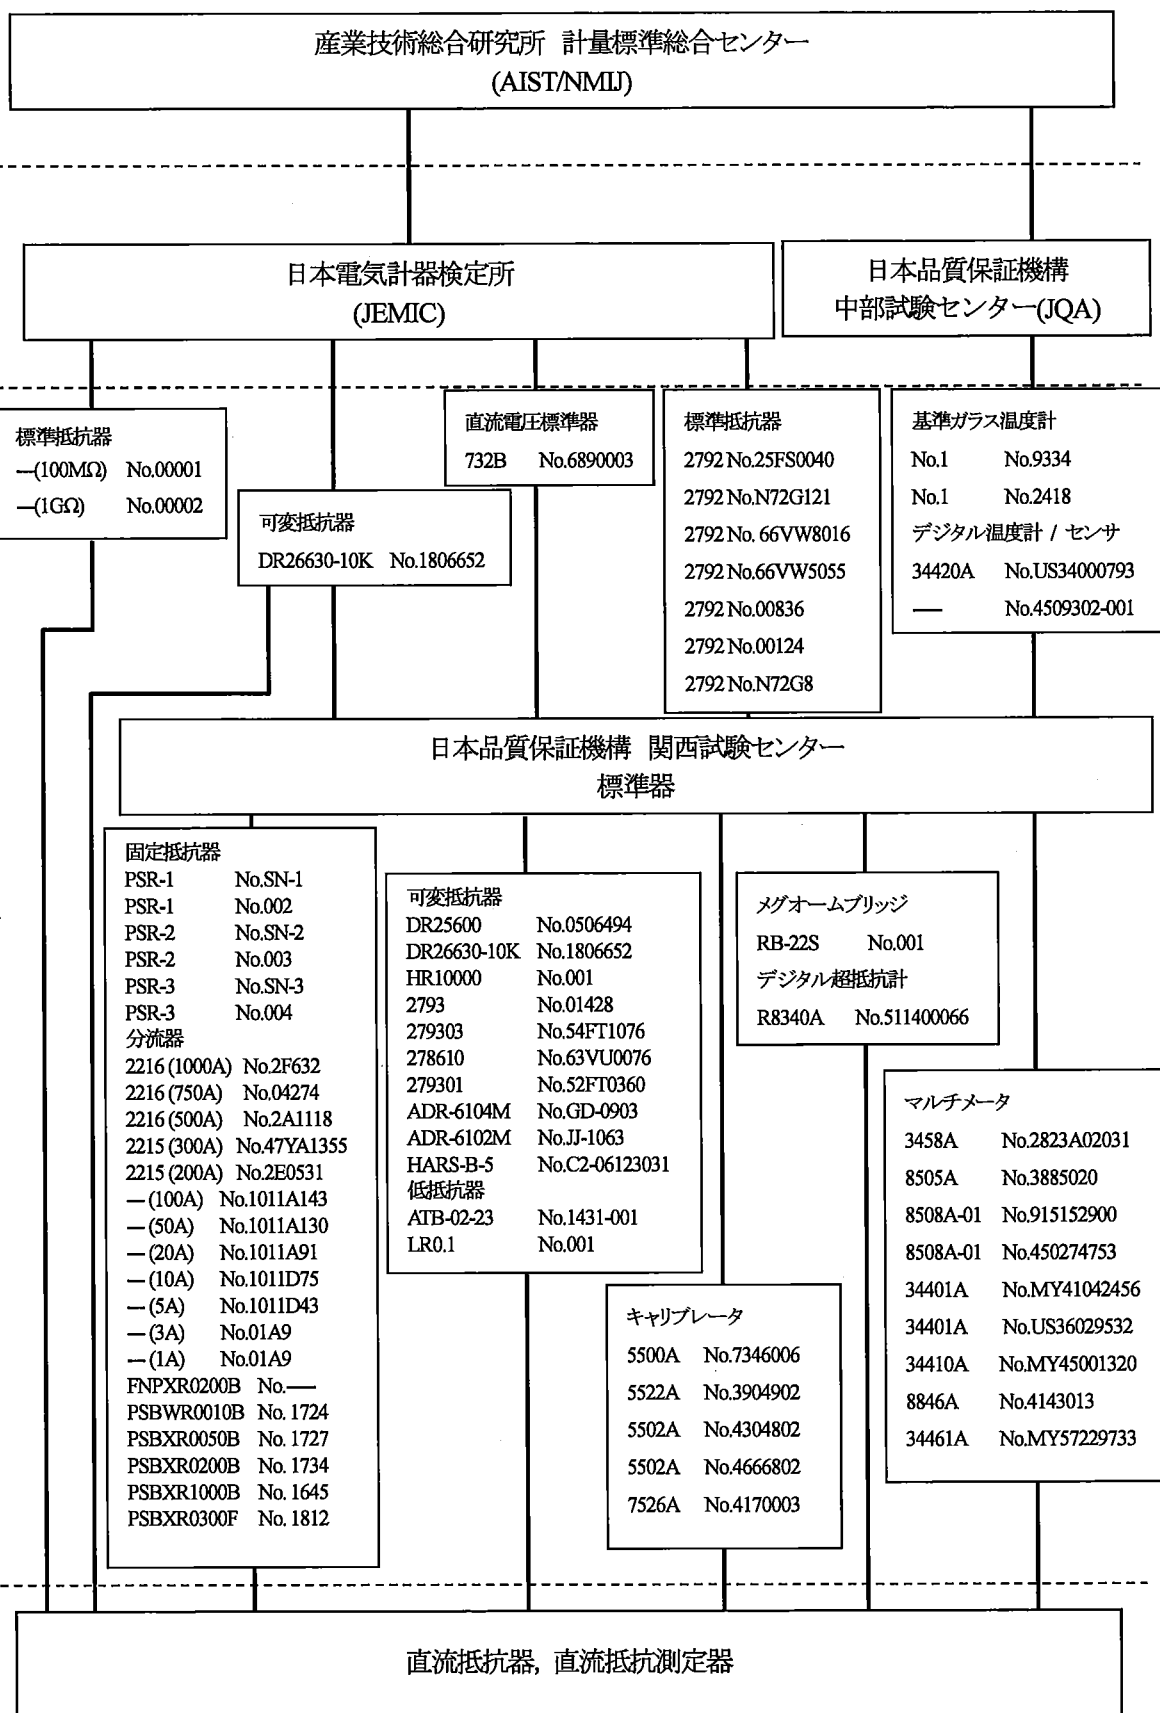 産業技術総合研究所 計量標準総合センター
(AIST/NMIJ)
日本電気計器検定所
(JEMIC)
日本品質保証機構
中部試験センター(JQA)
標準抵抗器
―(100MΩ) No.00001
―(1GΩ) No.00002
可変抵抗器
DR26630-10K No.1806652
直流電圧標準器
732B No.6890003
標準抵抗器
2792 No.25FS0040
2792 No.N72G121
2792 No. 66VW8016
2792 No.66VW5055
2792 No.00836
2792 No.00124
2792 No.N72G8
基準ガラス温度計
No.1 No.9334
No.1 No.2418
デジタル温度計 / センサ
34420A No.US34000793
― No.4509302-001
日本品質保証機構 関西試験センター
標準器
固定抵抗器
PSR-1 No.SN-1
PSR-1 No.002
PSR-2 No.SN-2
PSR-2 No.003
PSR-3 No.SN-3
PSR-3 No.004
分流器
2216 (1000A) No.2F632
2216 (750A) No.04274
2216 (500A) No.2A1118
2215 (300A) No.47YA1355
2215 (200A) No.2E0531
― (100A) No.1011A143
― (50A) No.1011A130
― (20A) No.1011A91
― (10A) No.1011D75
― (5A) No.1011D43
― (3A) No.01A9
― (1A) No.01A9
FNPXR0200B No.―
PSBWR0010B No. 1724
PSBXR0050B No. 1727
PSBXR0200B No. 1734
PSBXR1000B No. 1645
PSBXR0300F No. 1812
可変抵抗器
DR25600 No.0506494
DR26630-10K No.1806652
HR10000 No.001
2793 No.01428
279303 No.54FT1076
278610 No.63VU0076
279301 No.52FT0360
ADR-6104M No.GD-0903
ADR-6102M No.JJ-1063
HARS-B-5 No.C2-06123031
低抵抗器
ATB-02-23 No.1431-001
LR0.1 No.001
キャリブレータ
5500A No.7346006
5522A No.3904902
5502A No.4304802
5502A No.4666802
7526A No.4170003
メグオームブリッジ
RB-22S No.001
デジタル超抵抗計
R8340A No.511400066
マルチメータ
3458A No.2823A02031
8505A No.3885020
8508A-01 No.915152900
8508A-01 No.450274753
34401A No.MY41042456
34401A No.US36029532
34410A No.MY45001320
8846A No.4143013
34461A No.MY57229733
直流抵抗器, 直流抵抗測定器